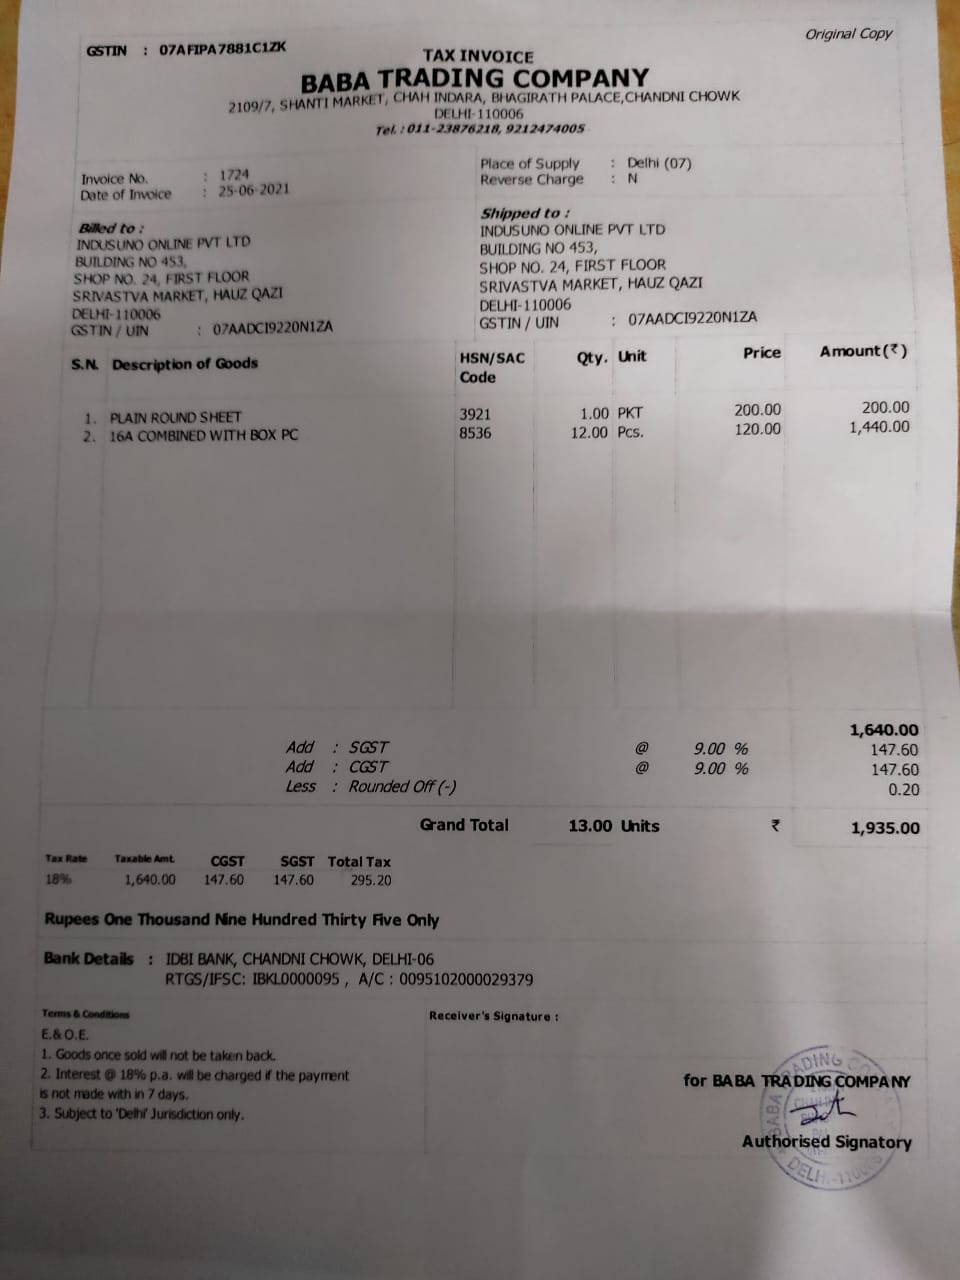 Original Copy
GSTIN : 07AFIPA7881C1ZK
TAX INVOICE
BABA TRADING COMPANY
2109/7, SHANTI MARKET, CHAH INDARA, BHAGIRATH PALACE,CHANDNI CHOWK
DELHI-110006
Tel. : 011-23876218, 9212474005
Invoice No. : 1724
Date of Invoice : 25-06-2021
Place of Supply : Delhi (07)
Reverse Charge : N
Billed to :
INDUSUNO ONLINE PVT LTD
BUILDING NO 453,
SHOP NO. 24, FIRST FLOOR
SRIVASTVA MARKET, HAUZ QAZI
DELHI-110006
GSTIN / UIN : 07AADCI9220N1ZA
Shipped to :
INDUSUNO ONLINE PVT LTD
BUILDING NO 453,
SHOP NO. 24, FIRST FLOOR
SRIVASTVA MARKET, HAUZ QAZI
DELHI-110006
GSTIN / UIN : 07AADCI9220N1ZA
S.N. Description of Goods HSN/SAC Code Qty. Unit Price Amount(₹)
1. PLAIN ROUND SHEET 3921 1.00 PKT 200.00 200.00
2. 16A COMBINED WITH BOX PC 8536 12.00 Pcs. 120.00 1,440.00
1,640.00
Add : SGST @ 9.00 % 147.60
Add : CGST @ 9.00 % 147.60
Less : Rounded Off (-) 0.20
Grand Total 13.00 Units ₹ 1,935.00
Tax Rate Taxable Amt. CGST SGST Total Tax
18% 1,640.00 147.60 147.60 295.20
Rupees One Thousand Nine Hundred Thirty Five Only
Bank Details : IDBI BANK, CHANDNI CHOWK, DELHI-06
RTGS/IFSC: IBKL0000095 , A/C : 0095102000029379
Terms & Conditions
E.& O.E.
1. Goods once sold will not be taken back.
2. Interest @ 18% p.a. will be charged if the payment
is not made with in 7 days.
3. Subject to 'Delhi' Jurisdiction only.
Receiver's Signature :
for BABA TRADING COMPANY
Authorised Signatory
BABA TRADING CO
DELHI-110006